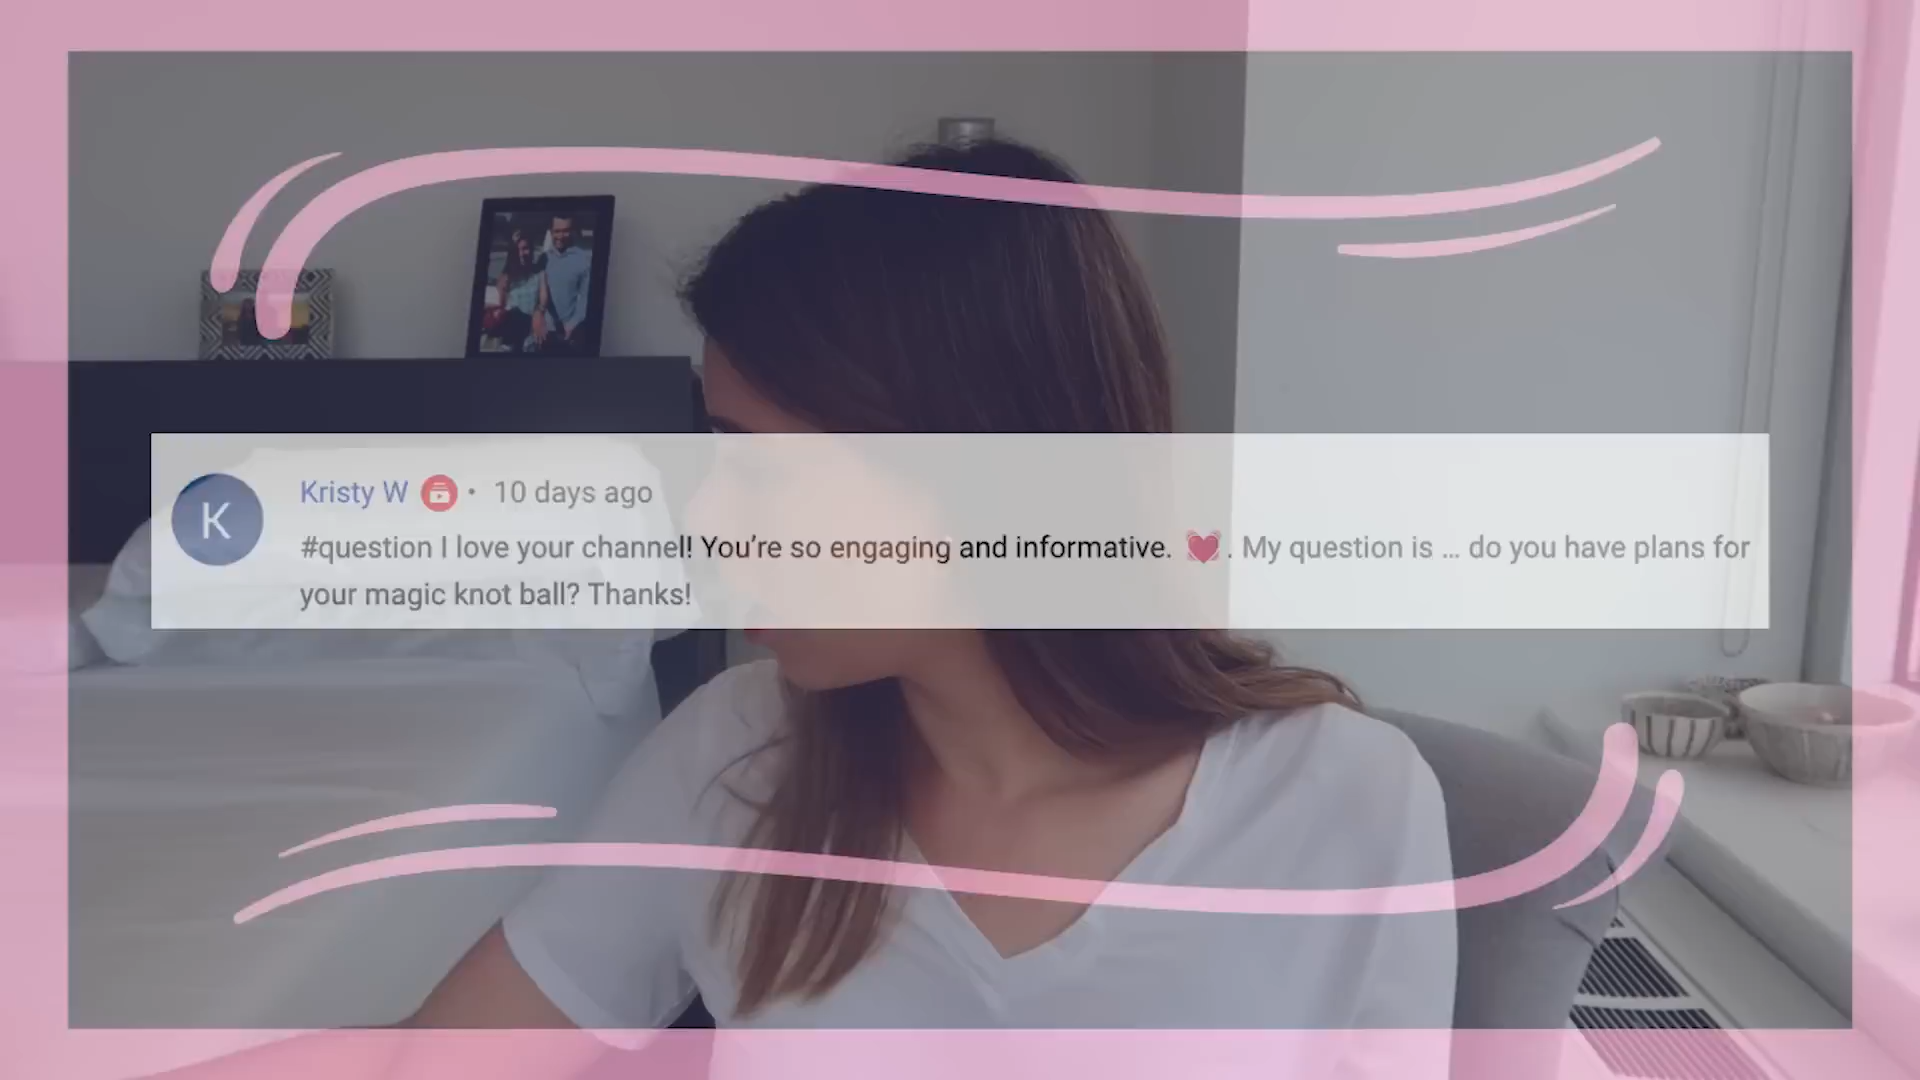 K
Kristy W • 10 days ago
#question I love your channel! You're so engaging and informative. 💓. My question is ... do you have plans for
your magic knot ball? Thanks!